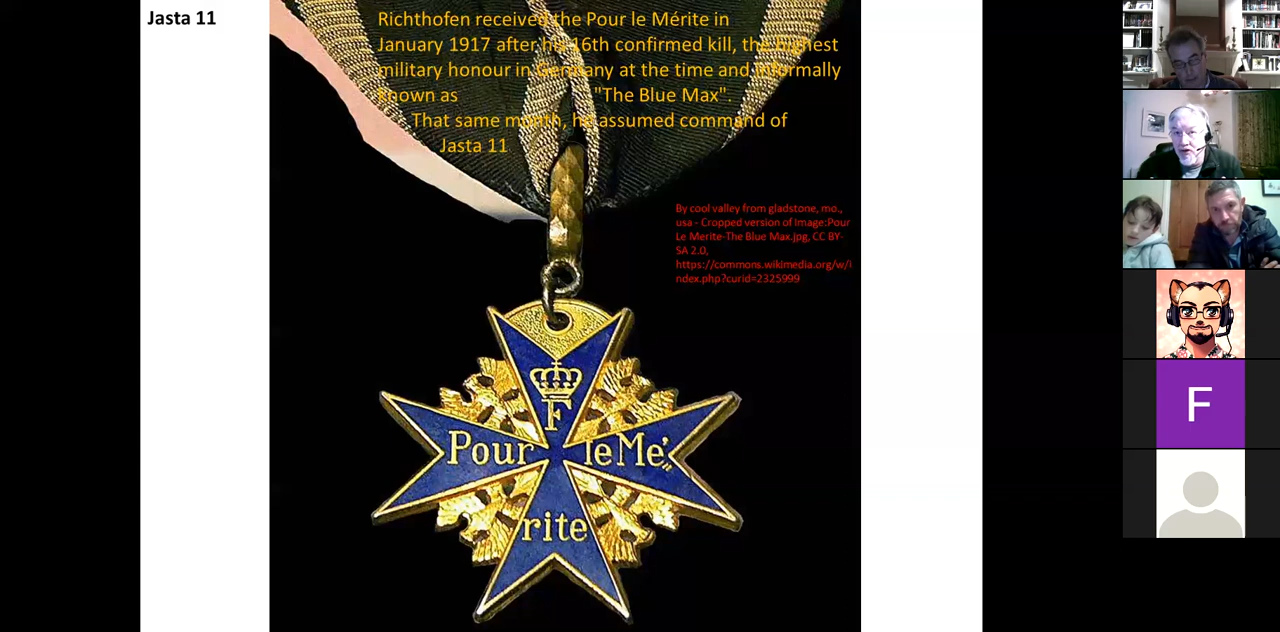 Jasta 11
Richthofen received the Pour le Mérite in
January 1917 after his 16th confirmed kill, the highest
military honour in Germany at the time and informally
known as "The Blue Max".
That same month, he assumed command of
Jasta 11
By cool valley from gladstone, mo.,
usa - Cropped version of Image:Pour
Le Merite-The Blue Max.jpg, CC BY-
SA 2.0,
https://commons.wikimedia.org/w/i
ndex.php?curid=2325999
F
Pour le Me´
rite
F